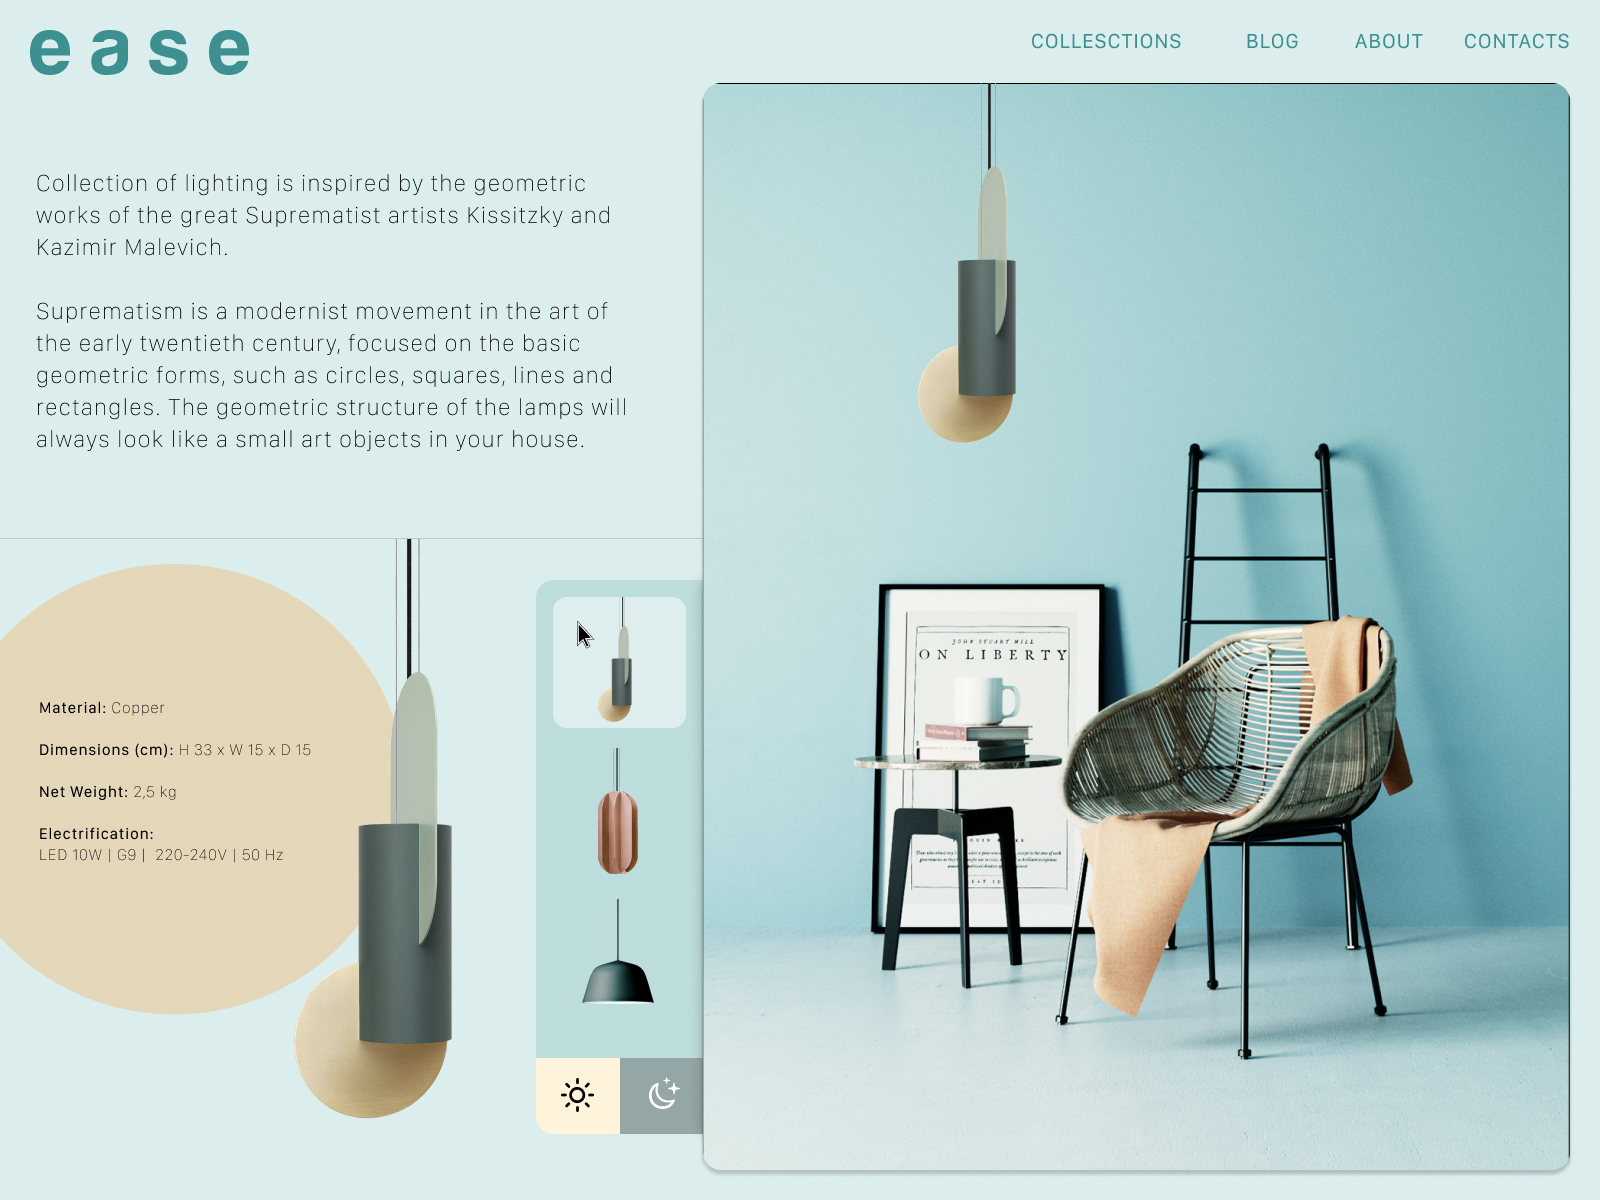 ease
COLLESCTIONS BLOG ABOUT CONTACTS
Collection of lighting is inspired by the geometric
works of the great Suprematist artists Kissitzky and
Kazimir Malevich.
Suprematism is a modernist movement in the art of
the early twentieth century, focused on the basic
geometric forms, such as circles, squares, lines and
rectangles. The geometric structure of the lamps will
always look like a small art objects in your house.
Material: Copper
Dimensions (cm): H 33 x W 15 x D 15
Net Weight: 2,5 kg
Electrification:
LED 10W | G9 | 220-240V | 50 Hz
JOHN STUART MILL
ON LIBERTY